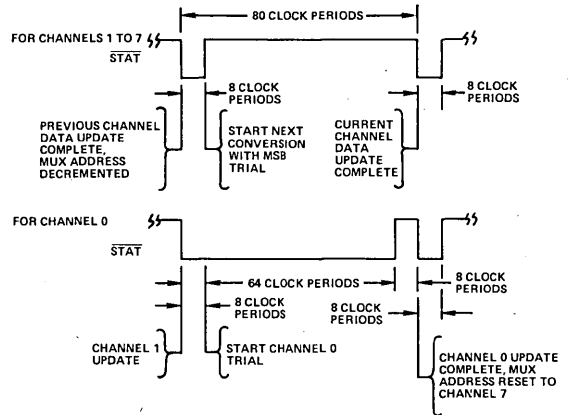 80 CLOCK PERIODS
FOR CHANNELS 1 TO 7
STAT
8 CLOCK
PERIODS
8 CLOCK
PERIODS
PREVIOUS CHANNEL
DATA UPDATE
COMPLETE,
MUX ADDRESS
DECREMENTED
START NEXT
CONVERSION
WITH MSB
TRIAL
CURRENT
CHANNEL
DATA
UPDATE
COMPLETE
FOR CHANNEL 0
STAT
64 CLOCK PERIODS
8 CLOCK
PERIODS
8 CLOCK
PERIODS
8 CLOCK
PERIODS
CHANNEL 1
UPDATE
START CHANNEL 0
TRIAL
CHANNEL 0 UPDATE
COMPLETE, MUX
ADDRESS RESET TO
CHANNEL 7